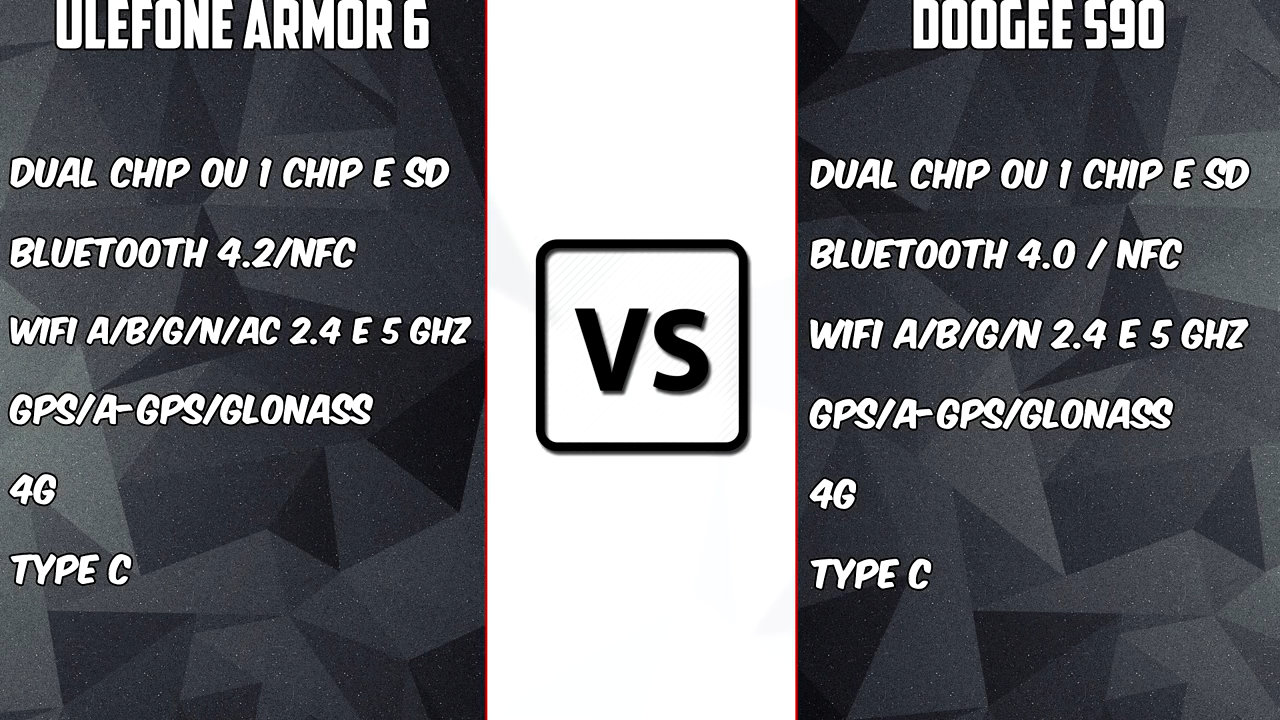 ULEFONE ARMOR 6
DUAL CHIP OU 1 CHIP E SD
BLUETOOTH 4.2/NFC
WIFI A/B/G/N/AC 2.4 E 5 GHZ
GPS/A-GPS/GLONASS
4G
TYPE C
VS
DOOGEE S90
DUAL CHIP OU 1 CHIP E SD
BLUETOOTH 4.0 / NFC
WIFI A/B/G/N 2.4 E 5 GHZ
GPS/A-GPS/GLONASS
4G
TYPE C